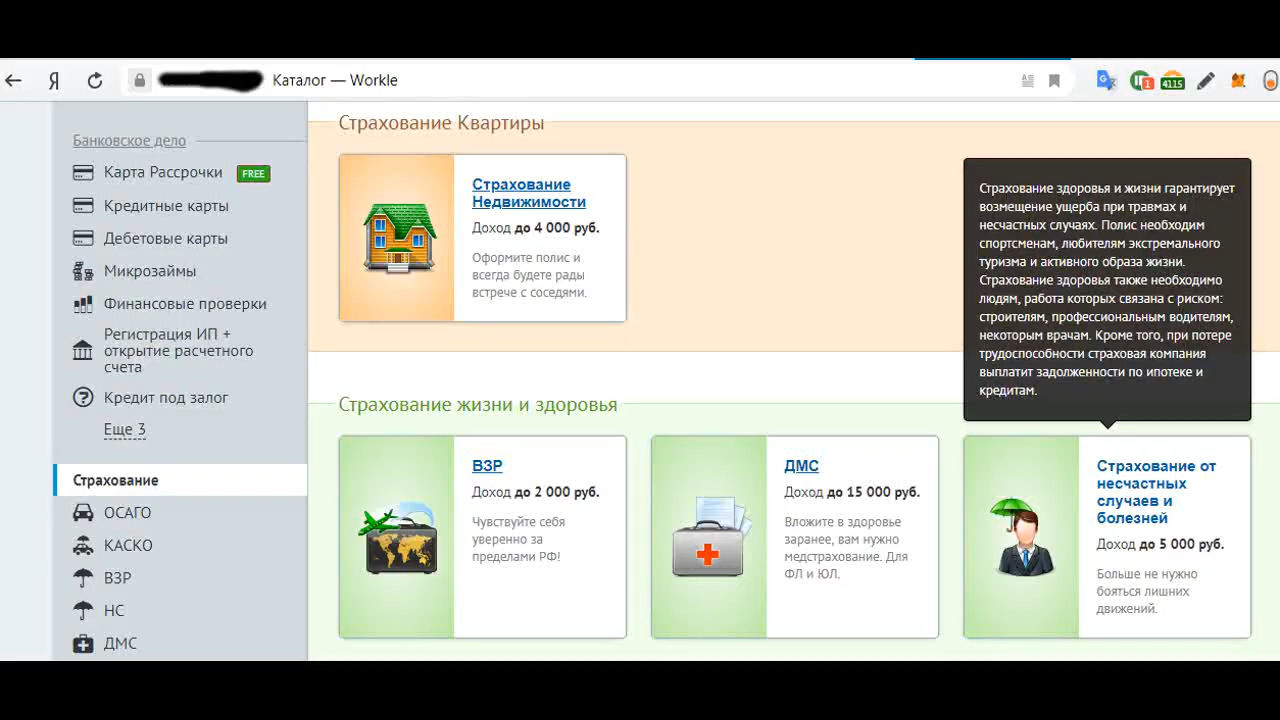 Я
Каталог — Workle
1
4115
Банковское дело
Карта Рассрочки FREE
Кредитные карты
Дебетовые карты
Микрозаймы
Финансовые проверки
Регистрация ИП +
открытие расчетного
счета
Кредит под залог
Еще 3
Страхование
ОСАГО
КАСКО
ВЗР
НС
ДМС
Страхование Квартиры
Страхование
Недвижимости
Доход до 4 000 руб.
Оформите полис и
всегда будете рады
встрече с соседями.
Страхование здоровья и жизни гарантирует
возмещение ущерба при травмах и
несчастных случаях. Полис необходим
спортсменам, любителям экстремального
туризма и активного образа жизни.
Страхование здоровья также необходимо
людям, работа которых связана с риском:
строителям, профессиональным водителям,
некоторым врачам. Кроме того, при потере
трудоспособности страховая компания
выплатит задолженности по ипотеке и
кредитам.
Страхование жизни и здоровья
ВЗР
Доход до 2 000 руб.
Чувствуйте себя
уверенно за
пределами РФ!
ДМС
Доход до 15 000 руб.
Вложите в здоровье
заранее, вам нужно
медстрахование. Для
ФЛ и ЮЛ.
Страхование от
несчастных
случаев и
болезней
Доход до 5 000 руб.
Больше не нужно
бояться лишних
движений.